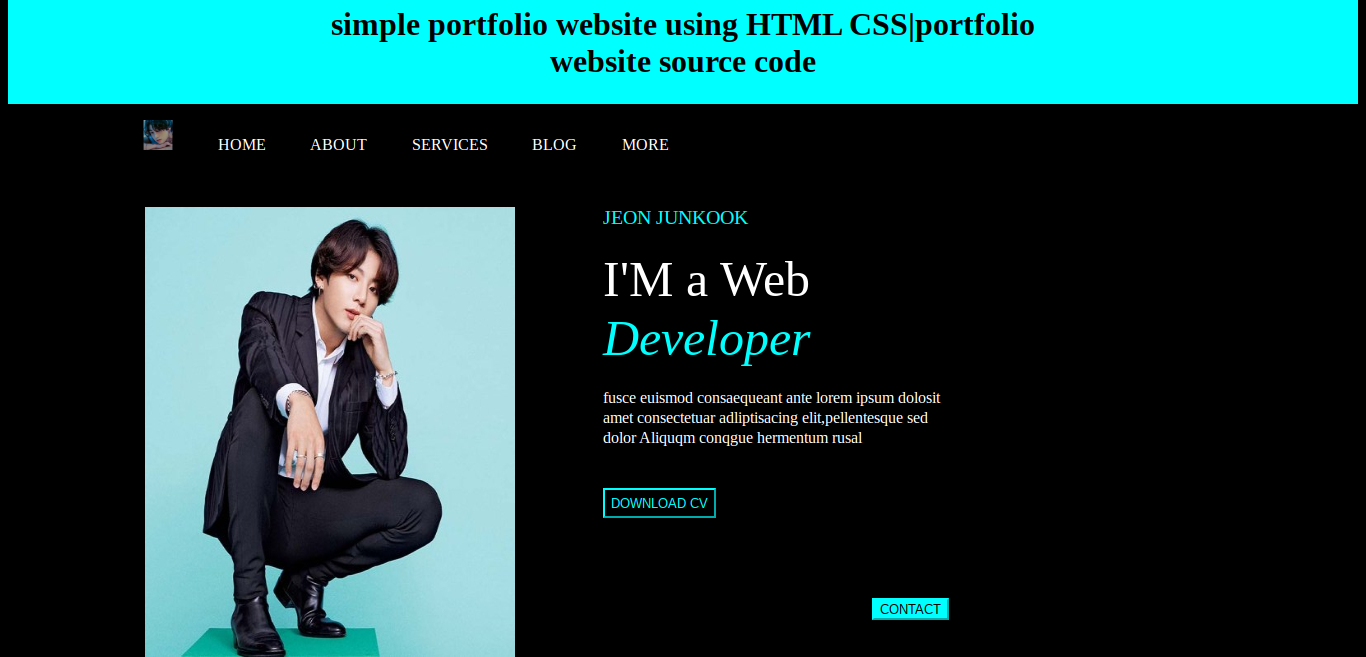 simple portfolio website using HTML CSS|portfolio
website source code
HOME ABOUT SERVICES BLOG MORE
JEON JUNKOOK
I'M a Web
Developer
fusce euismod consaequeant ante lorem ipsum dolosit
amet consectetuar adliptisacing elit,pellentesque sed
dolor Aliquqm conqgue hermentum rusal
DOWNLOAD CV
CONTACT